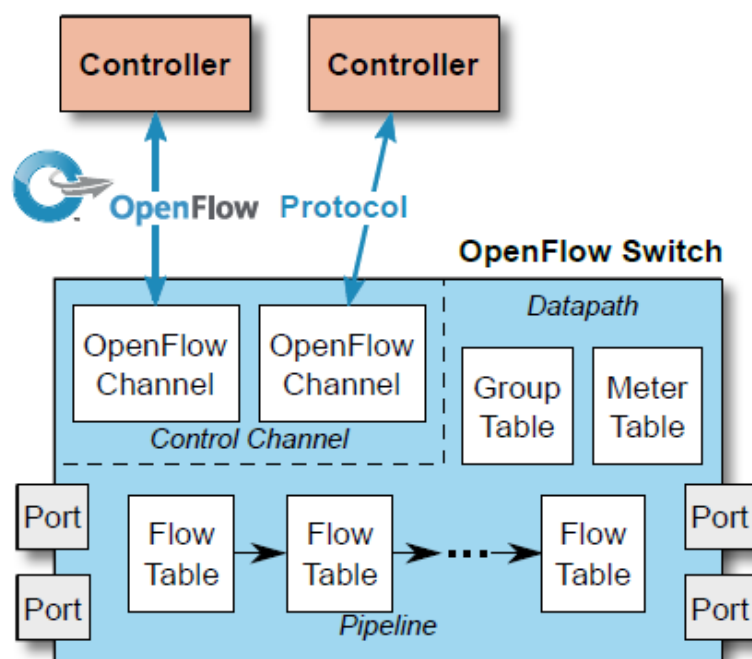 Controller
Controller
OpenFlow
Protocol
OpenFlow Switch
OpenFlow
Channel
OpenFlow
Channel
Control Channel
Datapath
Group
Table
Meter
Table
Port
Port
Flow
Table
Flow
Table
Flow
Table
Port
Port
Pipeline